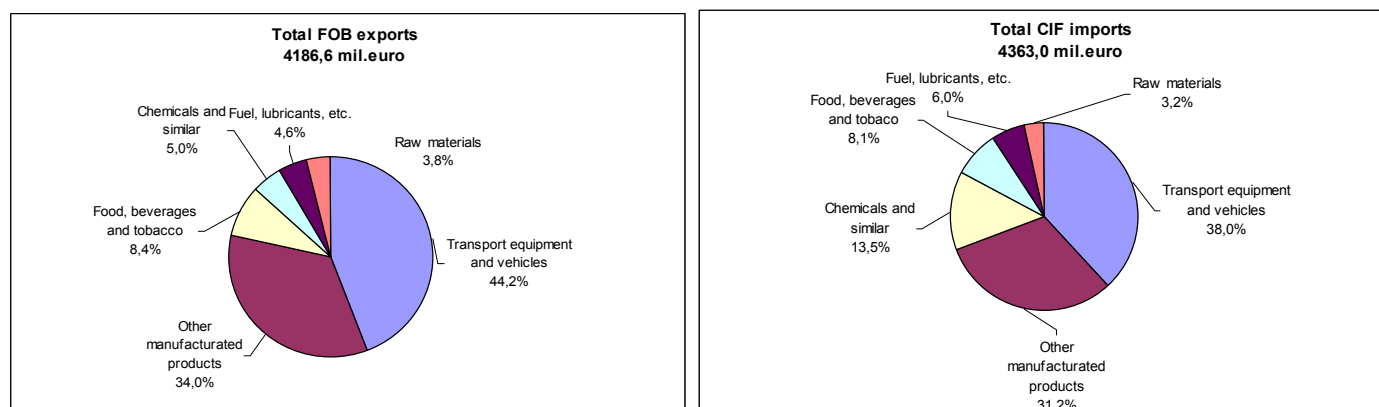 Total FOB exports
4186,6 mil.euro
Chemicals and
similar
5,0%
Fuel, lubricants, etc.
4,6%
Raw materials
3,8%
Food, beverages
and tobacco
8,4%
Transport equipment
and vehicles
44,2%
Other
manufacturated
products
34,0%
Total CIF imports
4363,0 mil.euro
Fuel, lubricants, etc.
6,0%
Raw materials
3,2%
Food, beverages
and tobaco
8,1%
Transport equipment
and vehicles
38,0%
Chemicals and
similar
13,5%
Other
manufacturated
products
31,2%